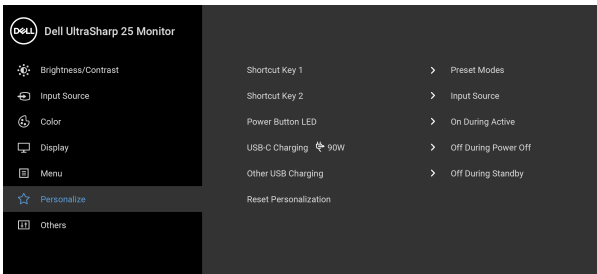 DELL Dell UltraSharp 25 Monitor
Brightness/Contrast
Input Source
Color
Display
Menu
Personalize
Others
Shortcut Key 1 > Preset Modes
Shortcut Key 2 > Input Source
Power Button LED > On During Active
USB-C Charging 90W > Off During Power Off
Other USB Charging > Off During Standby
Reset Personalization